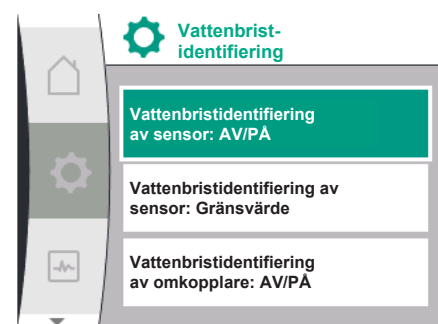 Vattenbrist-
identifiering
Vattenbristidentifiering
av sensor: AV/PÅ
Vattenbristidentifiering av
sensor: Gränsvärde
Vattenbristidentifiering
av omkopplare: AV/PÅ